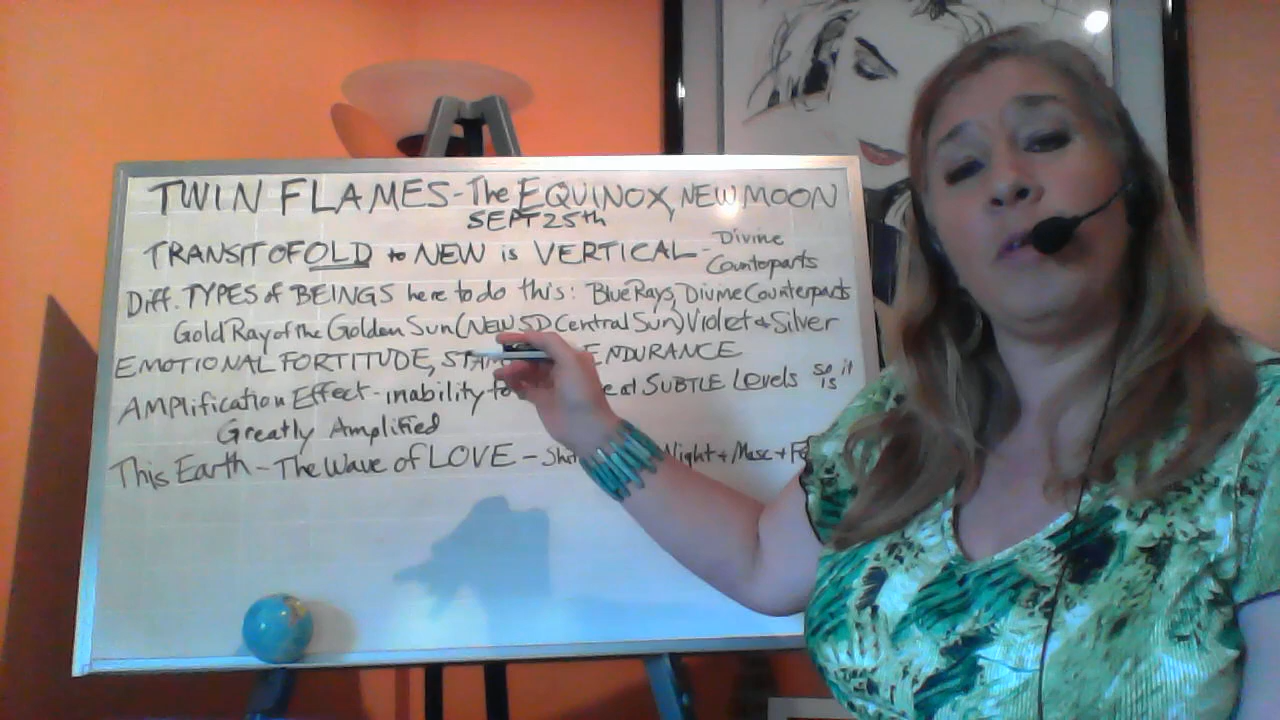 TWIN FLAMES - The EQUINOX, NEW MOON
SEPT 25th
TRANSIT OF OLD to NEW is VERTICAL - Divine
Counterparts
Diff. TYPES of BEINGS here to do this: Blue Rays, Divine Counterparts
Gold Ray of the Golden Sun (NEW 5D Central Sun) Violet + Silver
EMOTIONAL FORTITUDE, ENDURANCE
AMPlification Effect - inability to at SUBTLE Levels so it
is
Greatly Amplified
This Earth - The Wave of LOVE - Night + Masc +